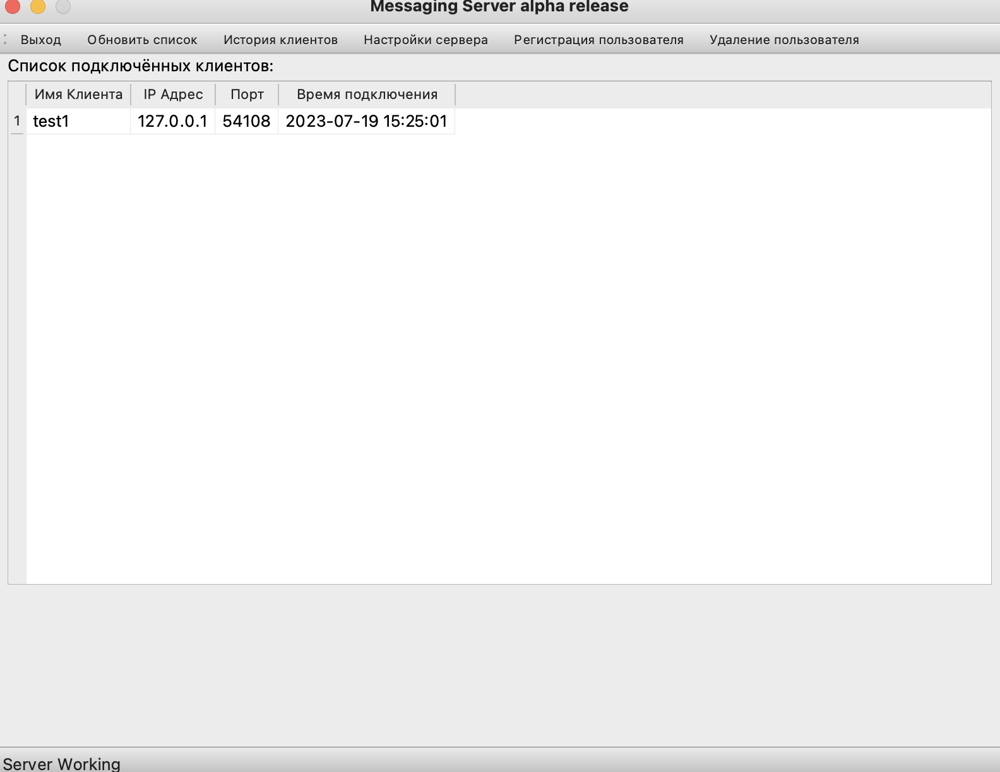 Messaging Server alpha release
Выход Обновить список История клиентов Настройки сервера Регистрация пользователя Удаление пользователя
Список подключённых клиентов:
Имя Клиента IP Адрес Порт Время подключения
1 test1 127.0.0.1 54108 2023-07-19 15:25:01
Server Working